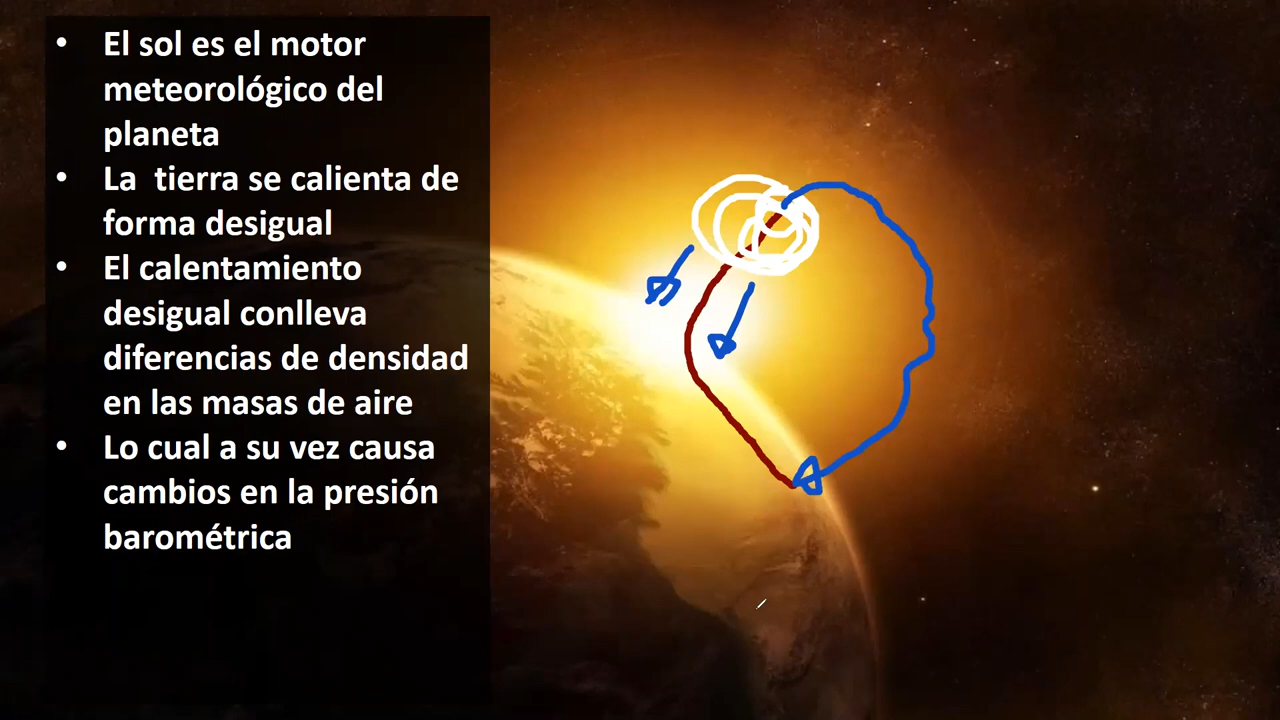 • El sol es el motor
meteorológico del
planeta
• La  tierra se calienta de
forma desigual
• El calentamiento
desigual conlleva
diferencias de densidad
en las masas de aire
• Lo cual a su vez causa
cambios en la presión
barométrica